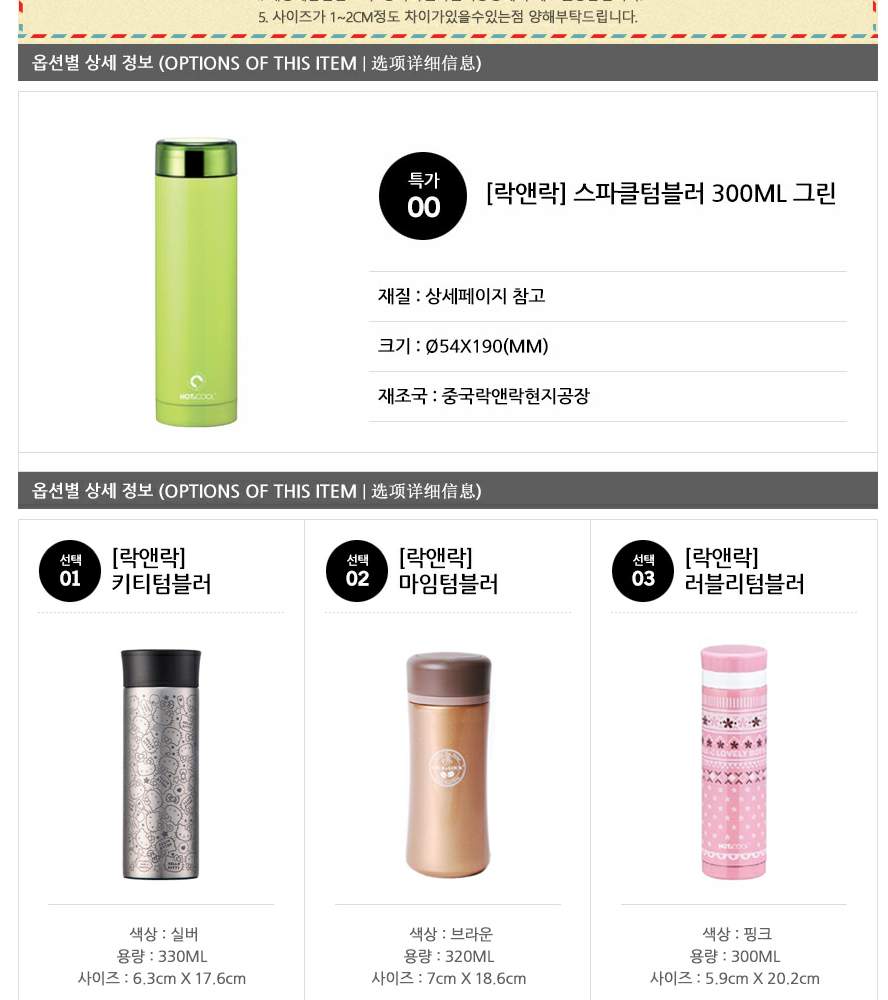 5. 사이즈가 1~2CM정도 차이가있을수있는점 양해부탁드립니다.
옵션별 상세 정보 (OPTIONS OF THIS ITEM | 选项详细信息)
특가
00
[락앤락] 스파클텀블러 300ML 그린
재질 : 상세페이지 참고
크기 : Ø54X190(MM)
재조국 : 중국락앤락현지공장
HOT&COOL
옵션별 상세 정보 (OPTIONS OF THIS ITEM | 选项详细信息)
선택
01
[락앤락]
키티텀블러
선택
02
[락앤락]
마임텀블러
선택
03
[락앤락]
러블리텀블러
HELLO
KITTY
LOVELY
HOT&COOL
색상 : 실버
용량 : 330ML
사이즈 : 6.3cm X 17.6cm
색상 : 브라운
용량 : 320ML
사이즈 : 7cm X 18.6cm
색상 : 핑크
용량 : 300ML
사이즈 : 5.9cm X 20.2cm